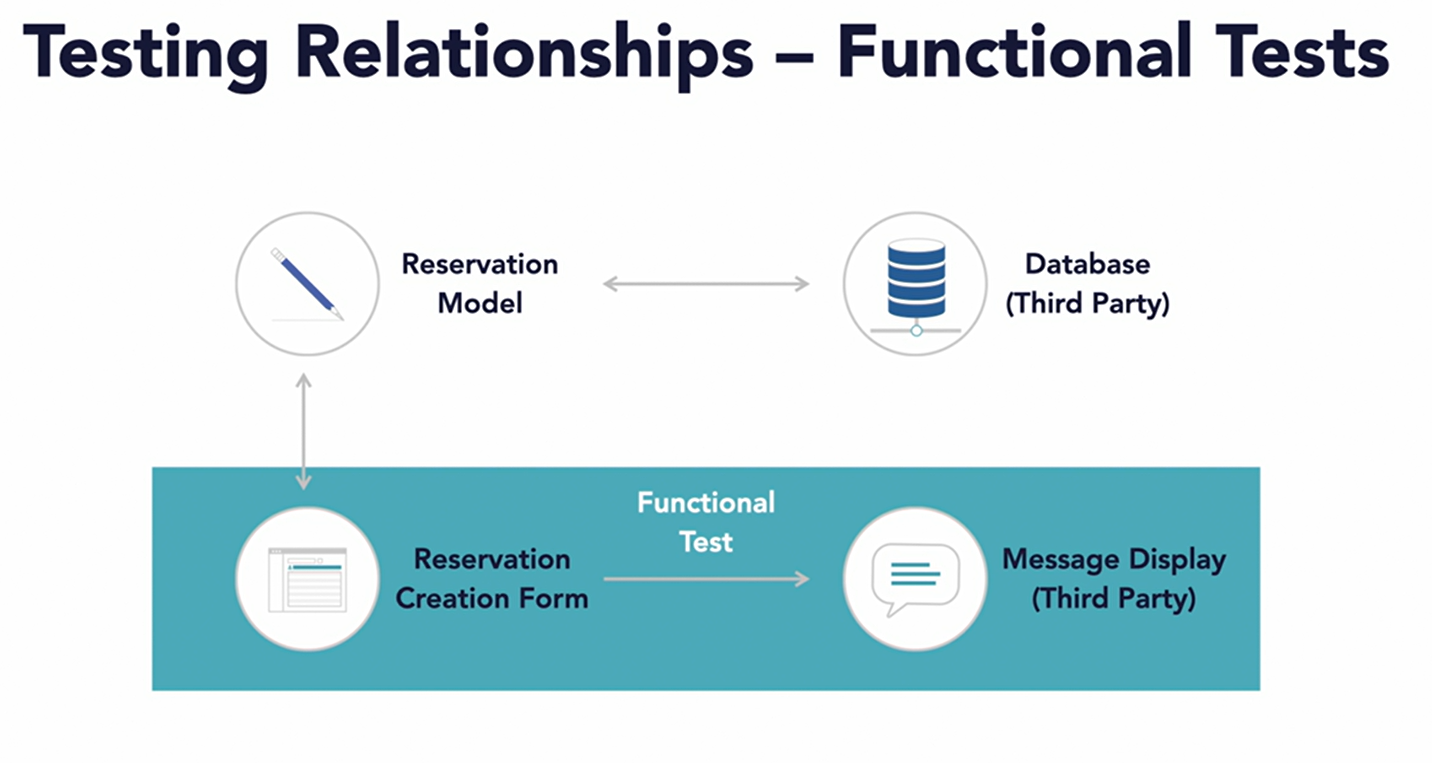 Testing Relationships – Functional Tests
Reservation
Model
Database
(Third Party)
Functional
Test
Reservation
Creation Form
Message Display
(Third Party)